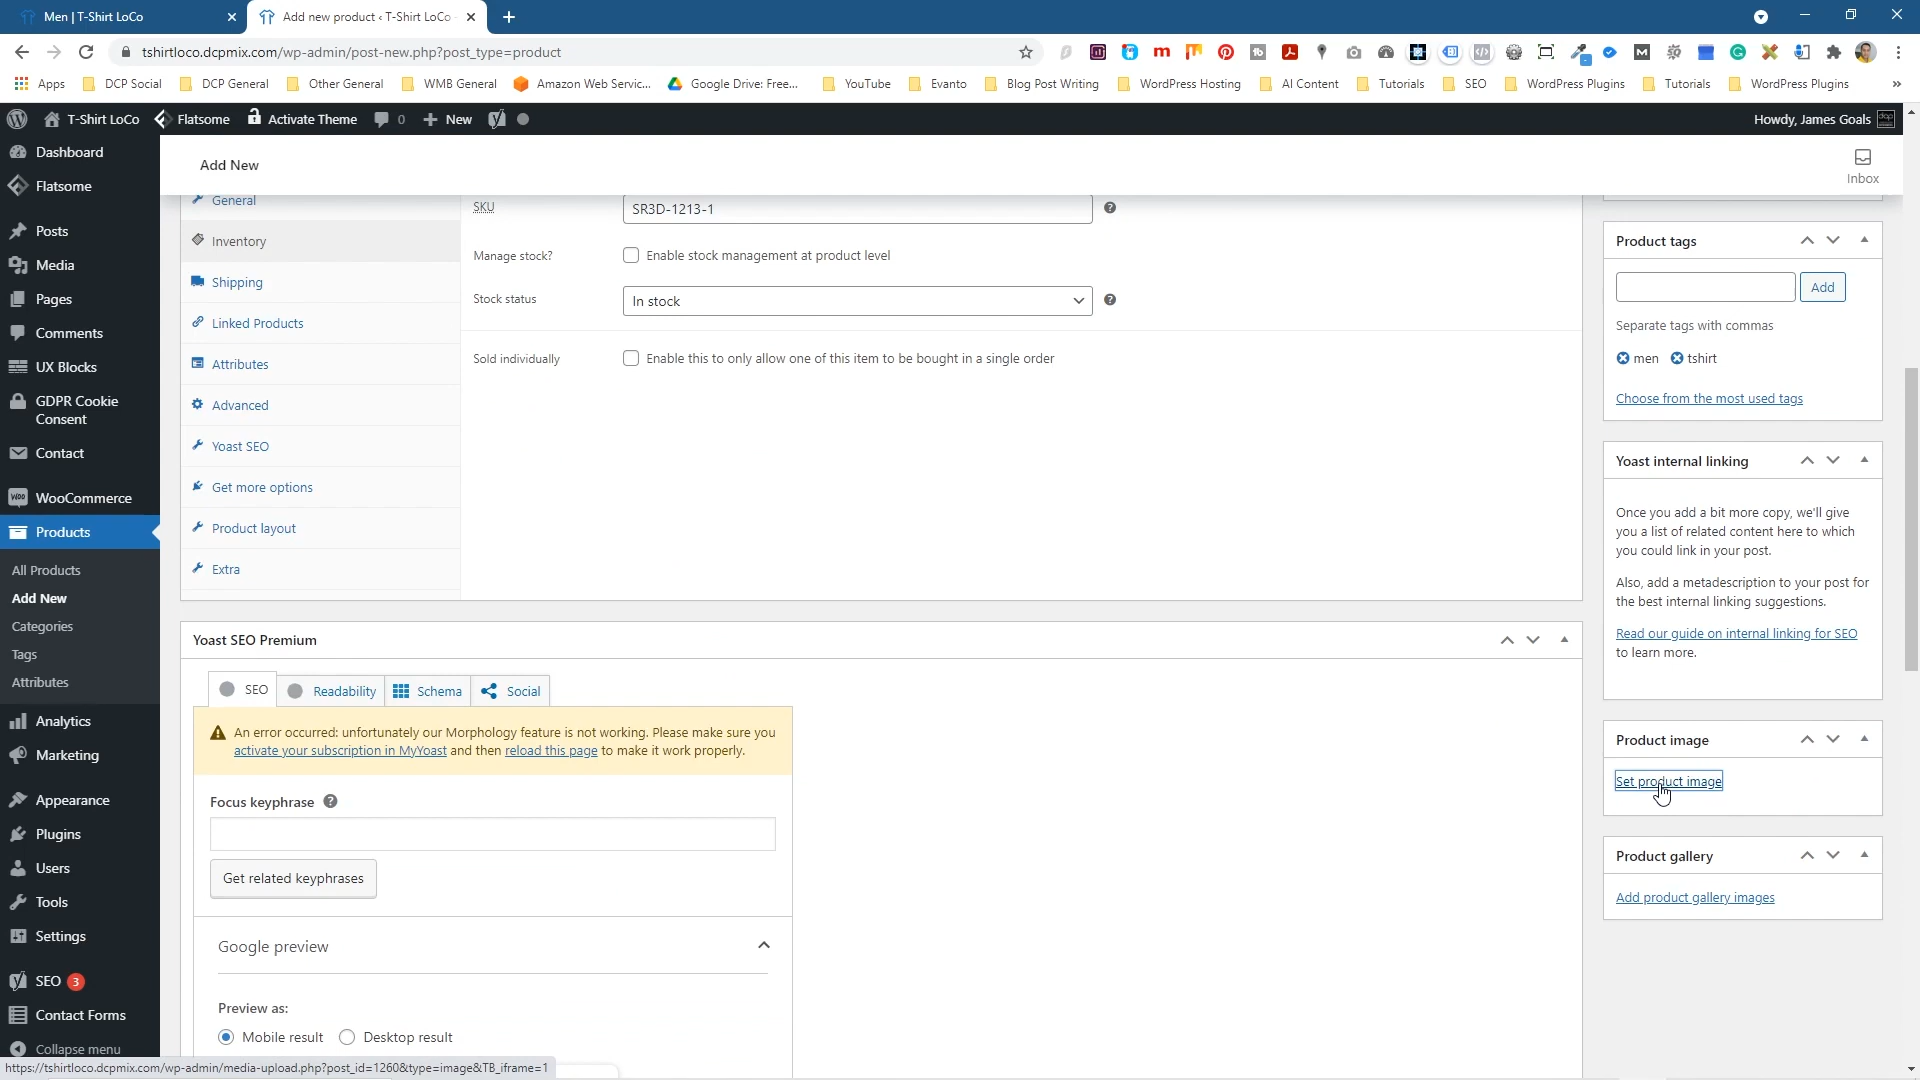 Men | T-Shirt LoCo
Add new product ‹ T-Shirt LoCo
tshirtloco.dcpmix.com/wp-admin/post-new.php?post_type=product
Apps
DCP Social
DCP General
Other General
WMB General
Amazon Web Servic...
Google Drive: Free...
YouTube
Evanto
Blog Post Writing
WordPress Hosting
AI Content
Tutorials
SEO
WordPress Plugins
Tutorials
WordPress Plugins
»
T-Shirt LoCo
Flatsome
Activate Theme
0
New
Howdy, James Goals
Dashboard
Flatsome
Posts
Media
Pages
Comments
UX Blocks
GDPR Cookie
Consent
Contact
WooCommerce
Products
All Products
Add New
Categories
Tags
Attributes
Analytics
Marketing
Appearance
Plugins
Users
Tools
Settings
SEO 3
Contact Forms
Collapse menu
Add New
Inbox
General
Inventory
Shipping
Linked Products
Attributes
Advanced
Yoast SEO
Get more options
Product layout
Extra
SKU
SR3D-1213-1
Manage stock?
Enable stock management at product level
Stock status
In stock
Sold individually
Enable this to only allow one of this item to be bought in a single order
Yoast SEO Premium
SEO
Readability
Schema
Social
An error occurred: unfortunately our Morphology feature is not working. Please make sure you
activate your subscription in MyYoast and then reload this page to make it work properly.
Focus keyphrase
Get related keyphrases
Google preview
Preview as:
Mobile result
Desktop result
Product tags
Add
Separate tags with commas
men
tshirt
Choose from the most used tags
Yoast internal linking
Once you add a bit more copy, we'll give
you a list of related content here to which
you could link in your post.
Also, add a metadescription to your post for
the best internal linking suggestions.
Read our guide on internal linking for SEO
to learn more.
Product image
Set product image
Product gallery
Add product gallery images
https://tshirtloco.dcpmix.com/wp-admin/media-upload.php?post_id=1260&type=image&TB_iframe=1